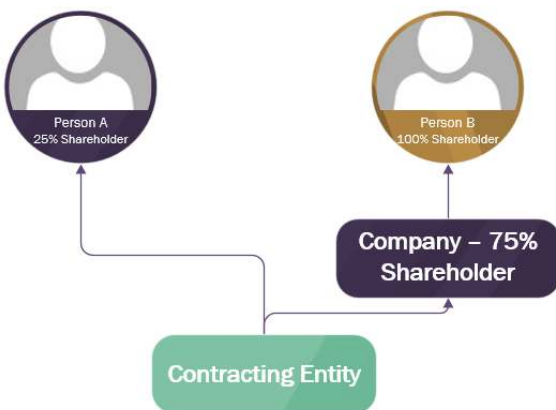 Person A
25% Shareholder
Person B
100% Shareholder
Company – 75%
Shareholder
Contracting Entity